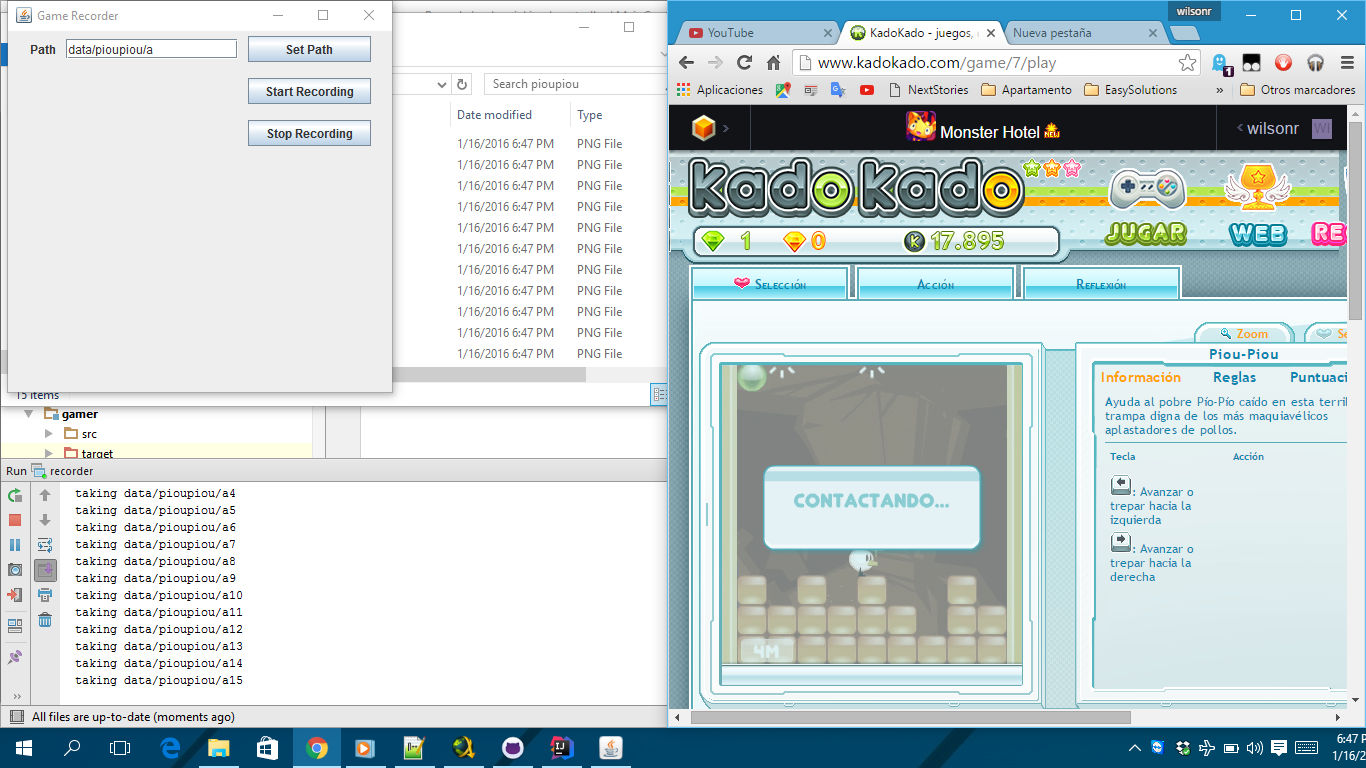 Game Recorder
Path data/pioupiou/a Set Path
Start Recording
Stop Recording
Search pioupiou
Date modified Type
1/16/2016 6:47 PM PNG File
1/16/2016 6:47 PM PNG File
1/16/2016 6:47 PM PNG File
1/16/2016 6:47 PM PNG File
1/16/2016 6:47 PM PNG File
1/16/2016 6:47 PM PNG File
1/16/2016 6:47 PM PNG File
1/16/2016 6:47 PM PNG File
1/16/2016 6:47 PM PNG File
1/16/2016 6:47 PM PNG File
1/16/2016 6:47 PM PNG File
15 items
gamer
src
target
Run recorder
taking data/pioupiou/a4
taking data/pioupiou/a5
taking data/pioupiou/a6
taking data/pioupiou/a7
taking data/pioupiou/a8
taking data/pioupiou/a9
taking data/pioupiou/a10
taking data/pioupiou/a11
taking data/pioupiou/a12
taking data/pioupiou/a13
taking data/pioupiou/a14
taking data/pioupiou/a15
All files are up-to-date (moments ago)
wilsonr
YouTube KadoKado - juegos, Nueva pestaña
www.kadokado.com/game/7/play
1
Aplicaciones NextStories Apartamento EasySolutions » Otros marcadores
Monster Hotel NEW wilsonr WI
KadoKado
JUGAR WEB RE
1 0 K 17.895
Selección Acción Reflexión
Zoom Se
Piou-Piou
Información Reglas Puntuaci
Ayuda al pobre Pío-Pío caído en esta terrib
trampa digna de los más maquiavélicos
aplastadores de pollos.
Tecla Acción
: Avanzar o
trepar hacia la
izquierda
: Avanzar o
trepar hacia la
derecha
CONTACTANDO...
4M
6:47 P
1/16/2